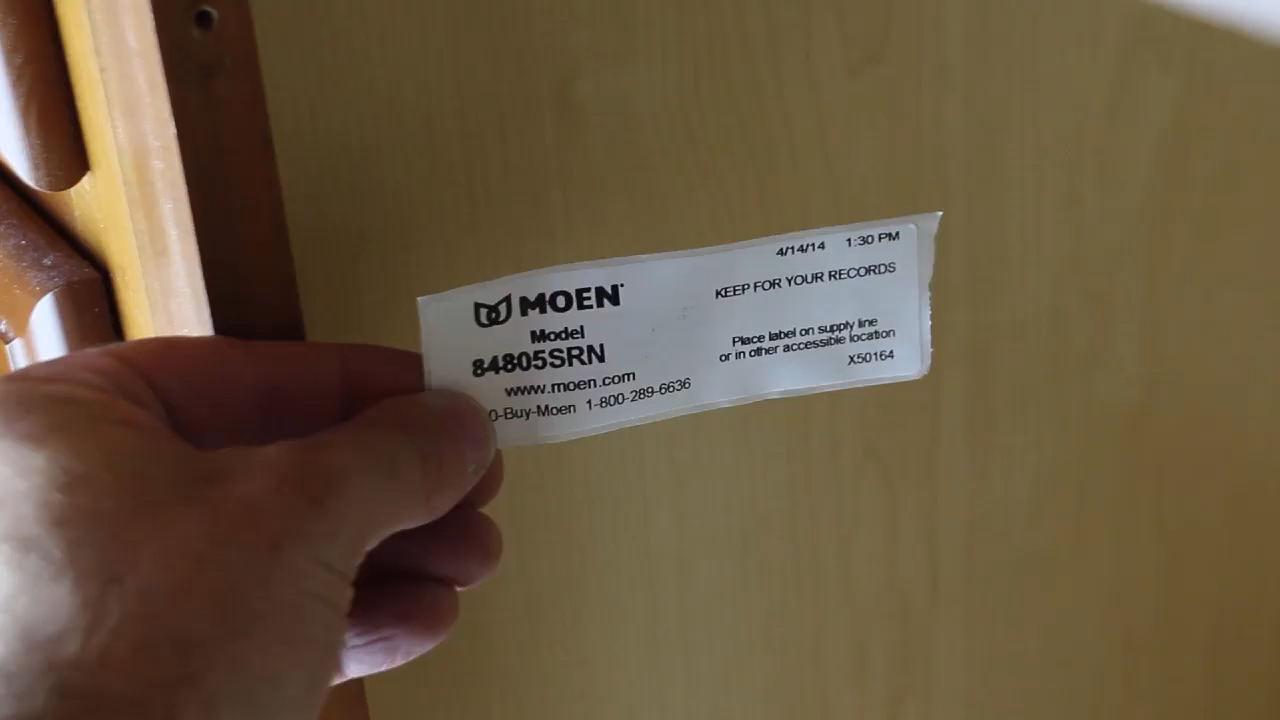 4/14/14 1:30 PM
MOEN
KEEP FOR YOUR RECORDS
Model
84805SRN
Place label on supply line
or in other accessible location
www.moen.com
X50164
0-Buy-Moen 1-800-289-6636